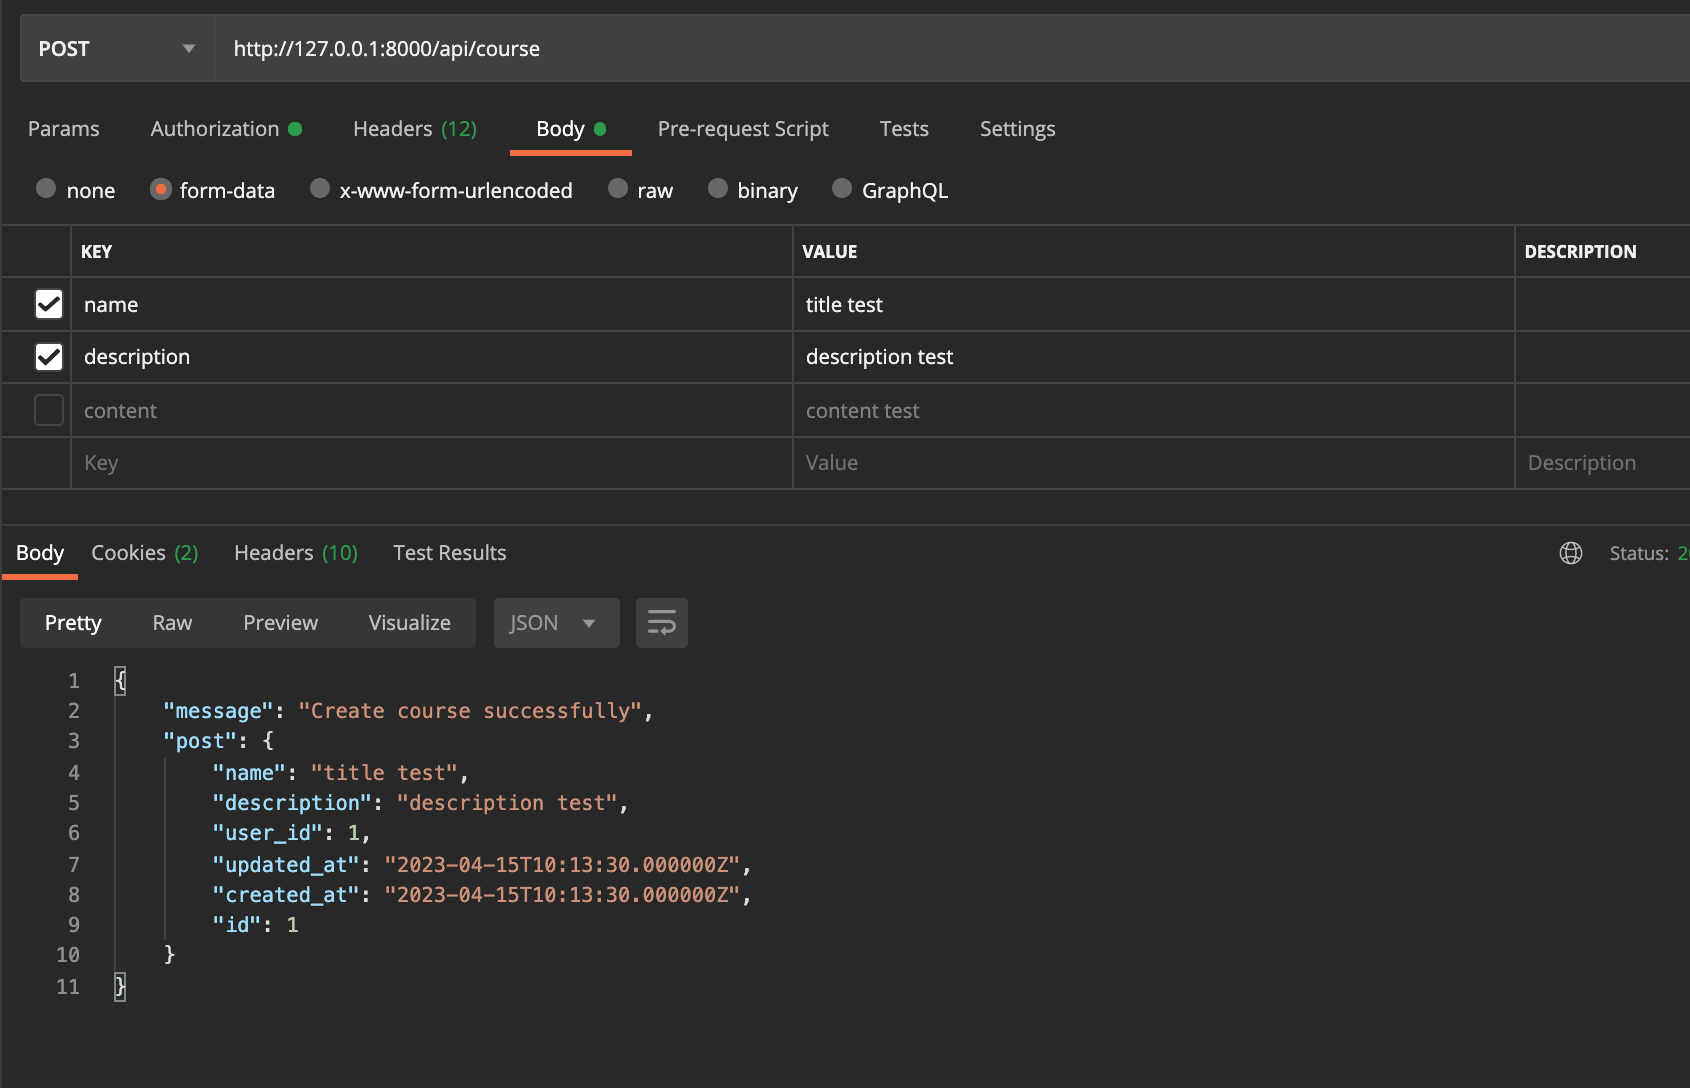 POST http://127.0.0.1:8000/api/course
Params Authorization Headers (12) Body Pre-request Script Tests Settings
none form-data x-www-form-urlencoded raw binary GraphQL
KEY VALUE DESCRIPTION
name title test
description description test
content content test
Key Value Description
Body Cookies (2) Headers (10) Test Results Status:
Pretty Raw Preview Visualize JSON
1 {
2 "message": "Create course successfully",
3 "post": {
4 "name": "title test",
5 "description": "description test",
6 "user_id": 1,
7 "updated_at": "2023-04-15T10:13:30.000000Z",
8 "created_at": "2023-04-15T10:13:30.000000Z",
9 "id": 1
10 }
11 }